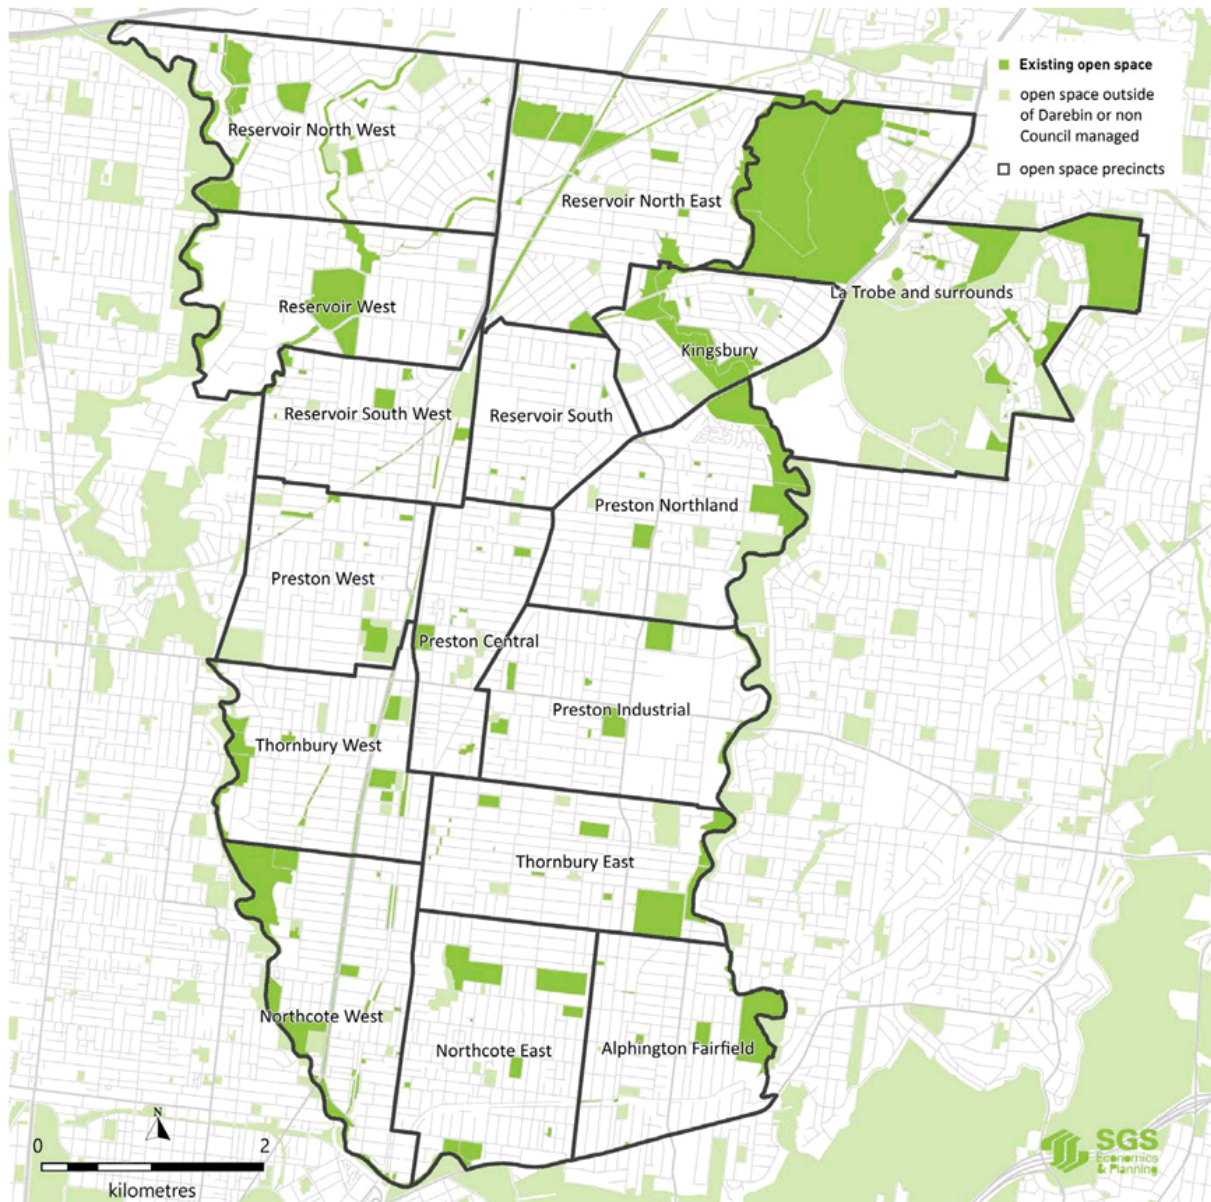 Existing open space
open space outside
of Darebin or non
Council managed
open space precincts
Reservoir North West
Reservoir North East
La Trobe and surrounds
Reservoir West
Kingsbury
Reservoir South West
Reservoir South
Preston Northland
Preston West
Preston Central
Preston Industrial
Thornbury West
Thornbury East
Northcote West
Northcote East
Alphington Fairfield
N
0 2
kilometres
SGS
Economics
& Planning